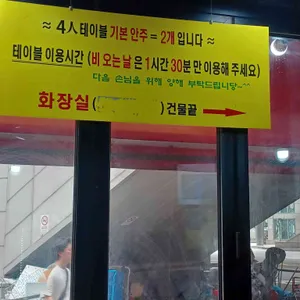 ≈ 4人 테이블 기본 안주 = 2개 입니다 ≈
테이블 이용시간 (비 오는날은 1시간 30분만 이용해 주세요)
다음 손님을 위해 양해 부탁드립니당~^^
화장실 ( ) 건물끝 →